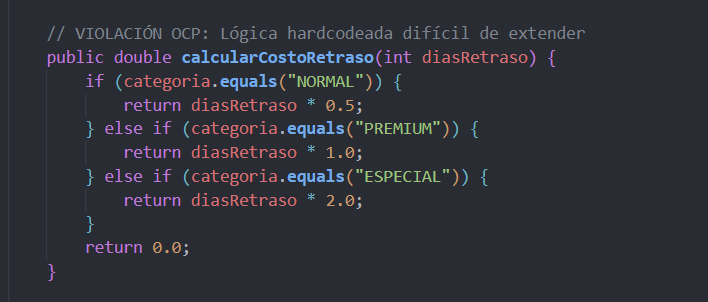 // VIOLACIÓN OCP: Lógica hardcodeada difícil de extender
public double calcularCostoRetraso(int diasRetraso) {
    if (categoria.equals("NORMAL")) {
        return diasRetraso * 0.5;
    } else if (categoria.equals("PREMIUM")) {
        return diasRetraso * 1.0;
    } else if (categoria.equals("ESPECIAL")) {
        return diasRetraso * 2.0;
    }
    return 0.0;
}